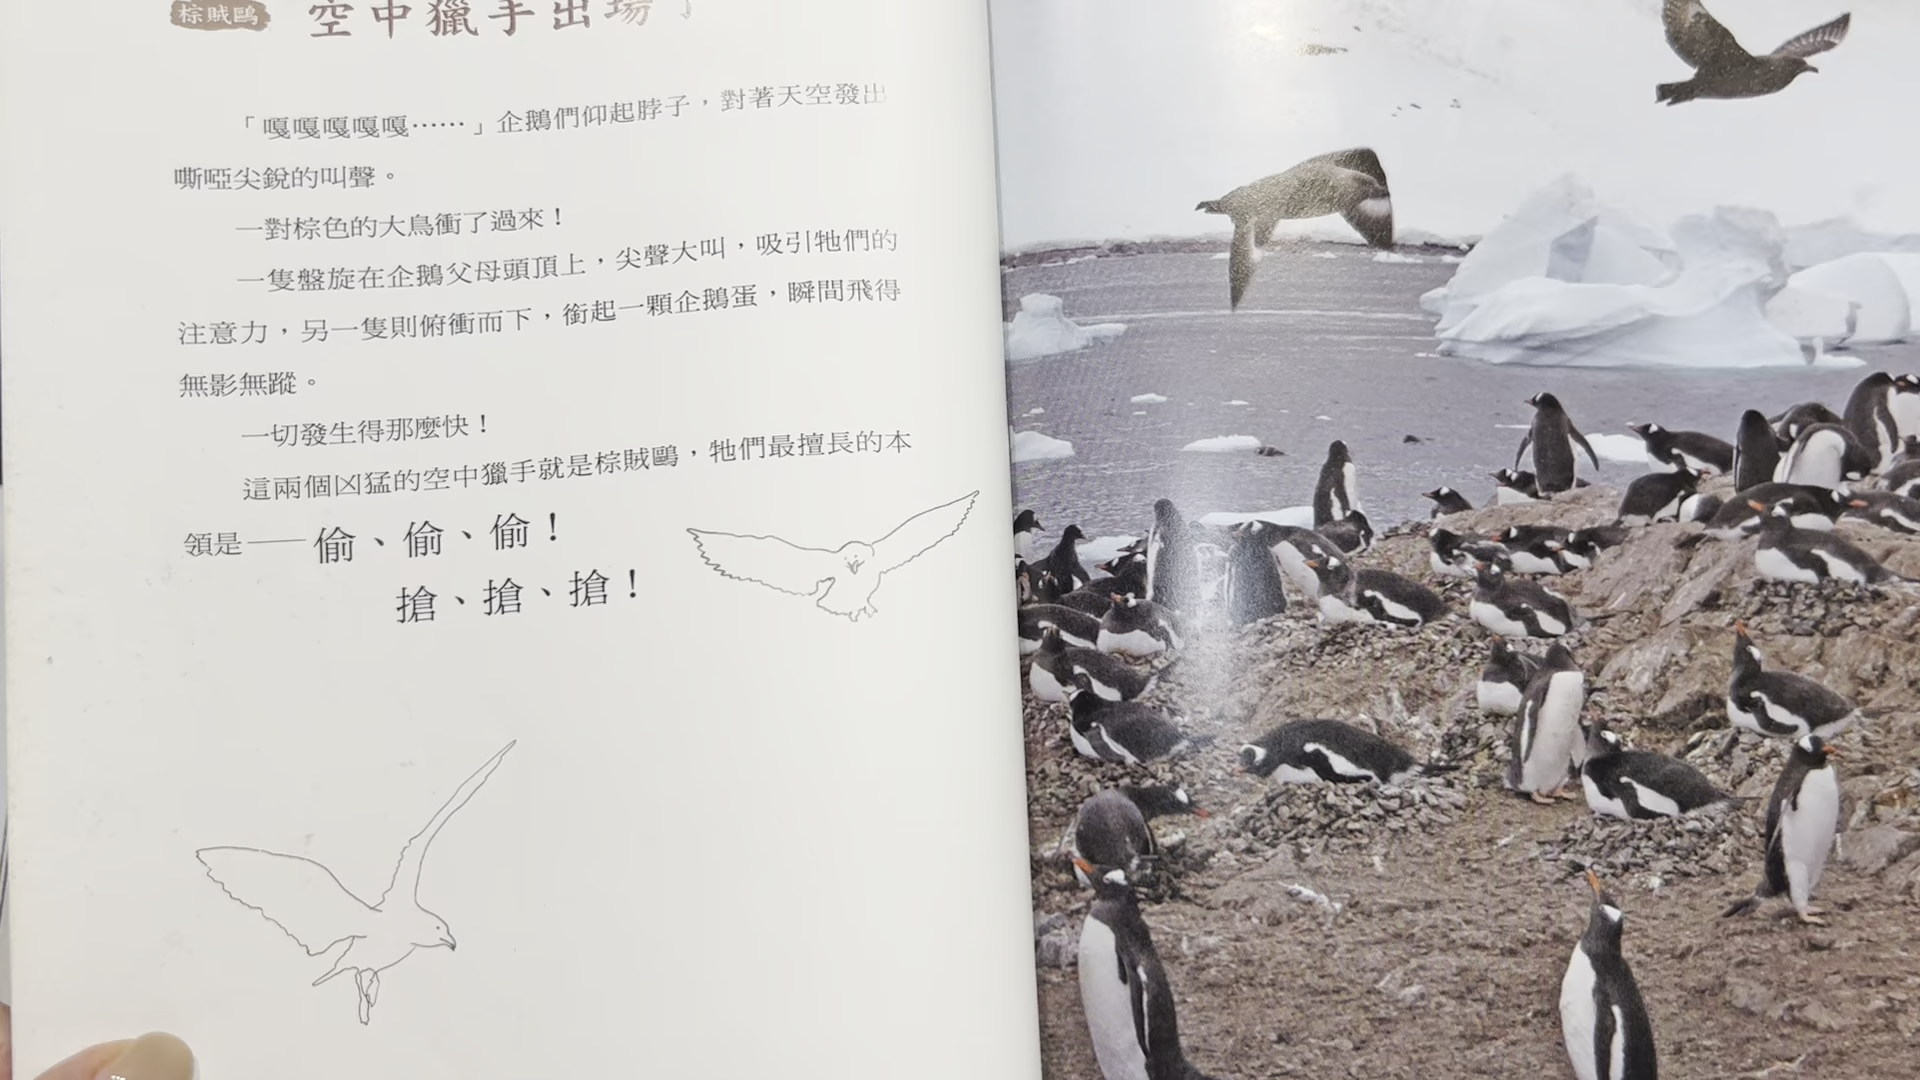 棕賊鷗
空中獵手出場了
「嘎嘎嘎嘎嘎……」企鵝們仰起脖子，對著天空發出
嘶啞尖銳的叫聲。
一對棕色的大鳥衝了過來！
一隻盤旋在企鵝父母頭頂上，尖聲大叫，吸引牠們的
注意力，另一隻則俯衝而下，銜起一顆企鵝蛋，瞬間飛得
無影無蹤。
一切發生得那麼快！
這兩個凶猛的空中獵手就是棕賊鷗，牠們最擅長的本
領是——偷、偷、偷！
搶、搶、搶！